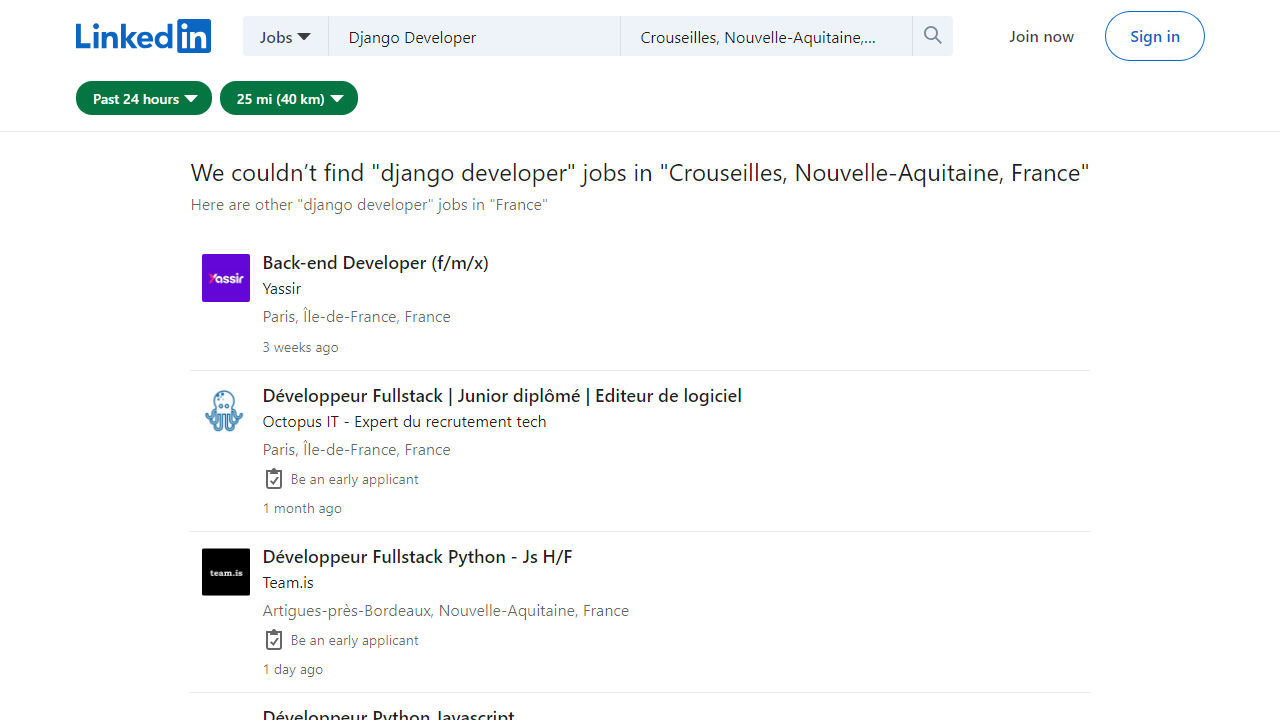 Linked in
Jobs
Django Developer
Crouseilles, Nouvelle-Aquitaine,...
Join now
Sign in
Past 24 hours
25 mi (40 km)
We couldn’t find "django developer" jobs in "Crouseilles, Nouvelle-Aquitaine, France"
Here are other "django developer" jobs in "France"
Yassir
Back-end Developer (f/m/x)
Yassir
Paris, Île-de-France, France
3 weeks ago
Développeur Fullstack | Junior diplômé | Editeur de logiciel
Octopus IT - Expert du recrutement tech
Paris, Île-de-France, France
Be an early applicant
1 month ago
team.is
Développeur Fullstack Python - Js H/F
Team.is
Artigues-près-Bordeaux, Nouvelle-Aquitaine, France
Be an early applicant
1 day ago
Développeur Python Javascript